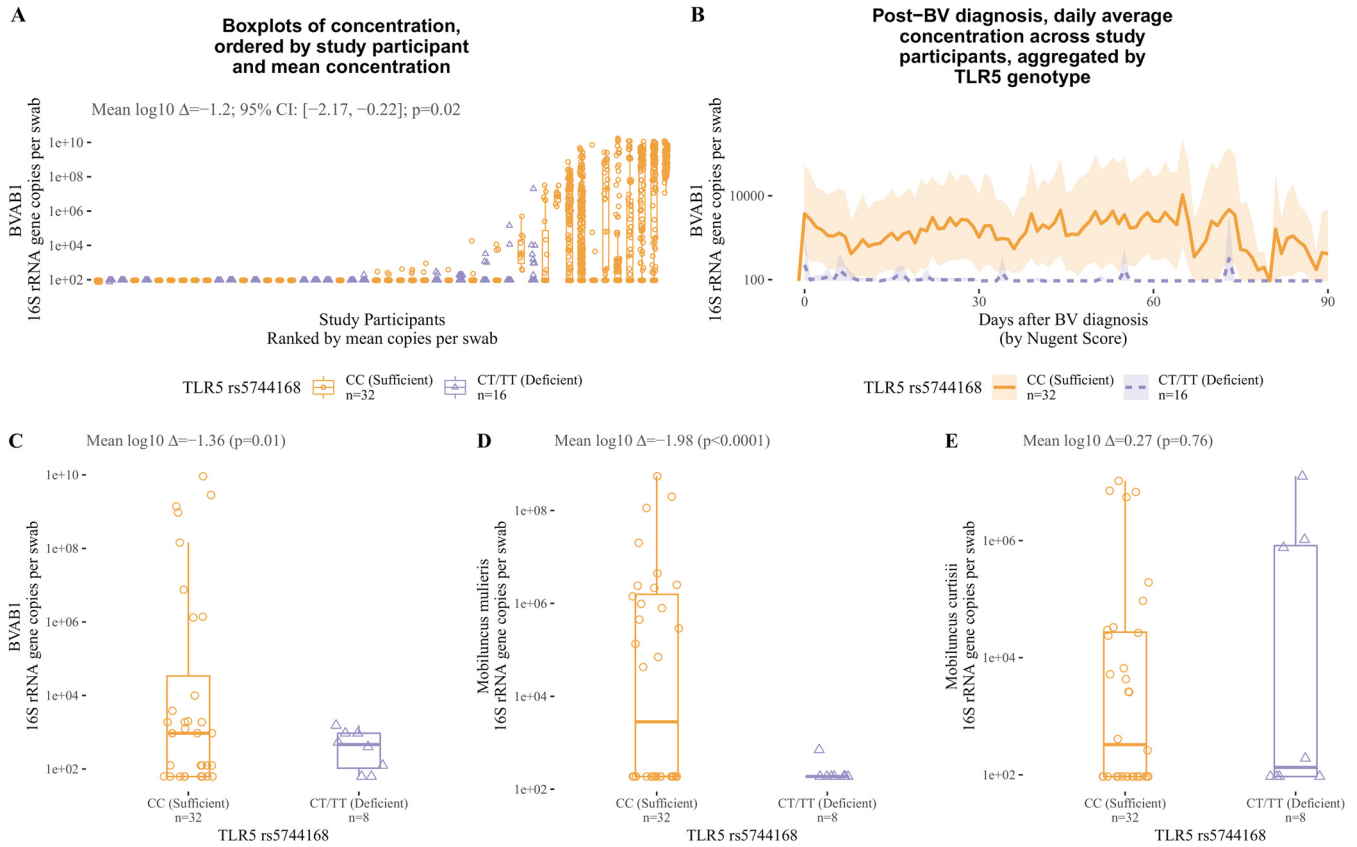 A
Boxplots of concentration,
ordered by study participant
and mean concentration
Mean log10 Δ=−1.2; 95% CI: [−2.17, −0.22]; p=0.02
BVAB1
16S rRNA gene copies per swab
1e+10
1e+08
1e+06
1e+04
1e+02
Study Participants
Ranked by mean copies per swab
TLR5 rs5744168
CC (Sufficient)
n=32
CT/TT (Deficient)
n=16
B
Post−BV diagnosis, daily average
concentration across study
participants, aggregated by
TLR5 genotype
BVAB1
16S rRNA gene copies per swab
10000
100
0
30
60
90
Days after BV diagnosis
(by Nugent Score)
TLR5 rs5744168
CC (Sufficient)
n=32
CT/TT (Deficient)
n=16
C
Mean log10 Δ=−1.36 (p=0.01)
BVAB1
16S rRNA gene copies per swab
1e+10
1e+08
1e+06
1e+04
1e+02
CC (Sufficient)
n=32
CT/TT (Deficient)
n=8
TLR5 rs5744168
D
Mean log10 Δ=−1.98 (p<0.0001)
Mobiluncus mulieris
16S rRNA gene copies per swab
1e+08
1e+06
1e+04
1e+02
CC (Sufficient)
n=32
CT/TT (Deficient)
n=8
TLR5 rs5744168
E
Mean log10 Δ=0.27 (p=0.76)
Mobiluncus curtisii
16S rRNA gene copies per swab
1e+06
1e+04
1e+02
CC (Sufficient)
n=32
CT/TT (Deficient)
n=8
TLR5 rs5744168